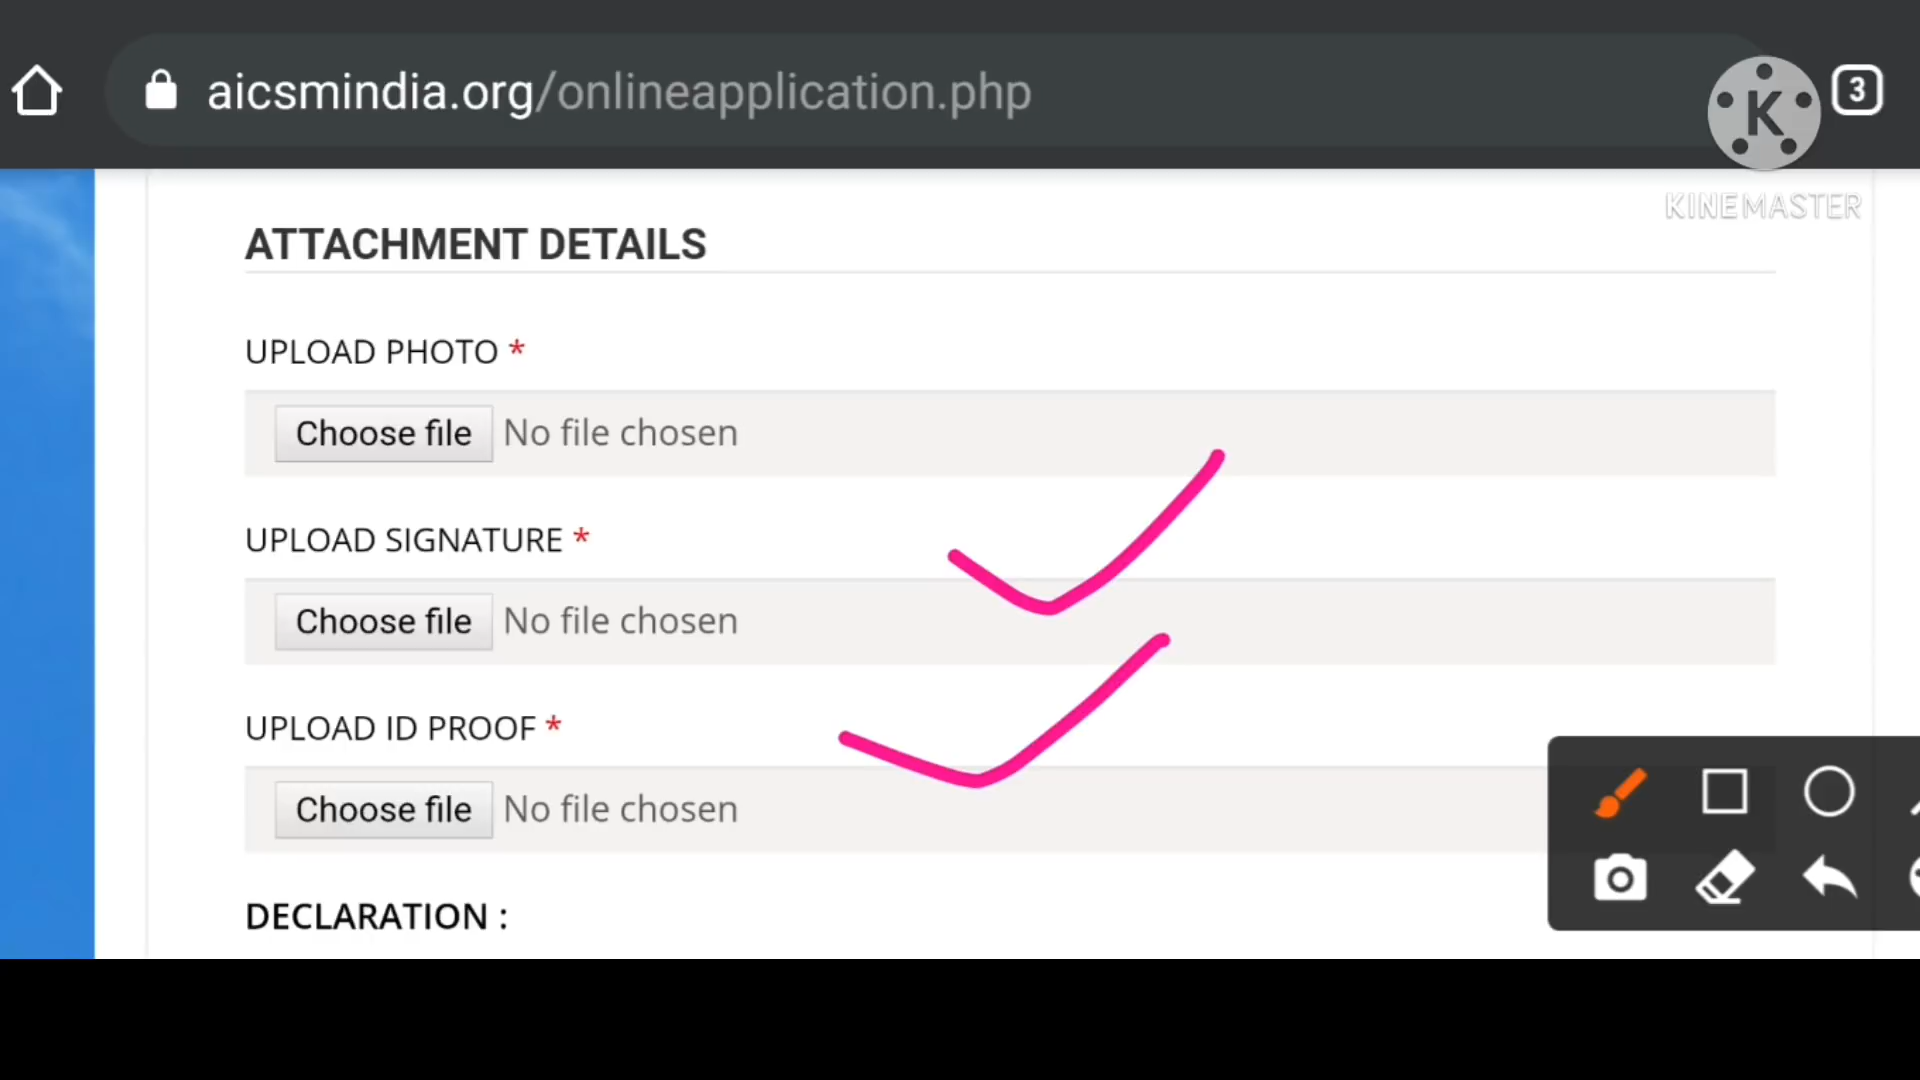 aicsmindia.org/onlineapplication.php
3
K
KINEMASTER
ATTACHMENT DETAILS
UPLOAD PHOTO *
Choose file No file chosen
UPLOAD SIGNATURE *
Choose file No file chosen
UPLOAD ID PROOF *
Choose file No file chosen
DECLARATION :